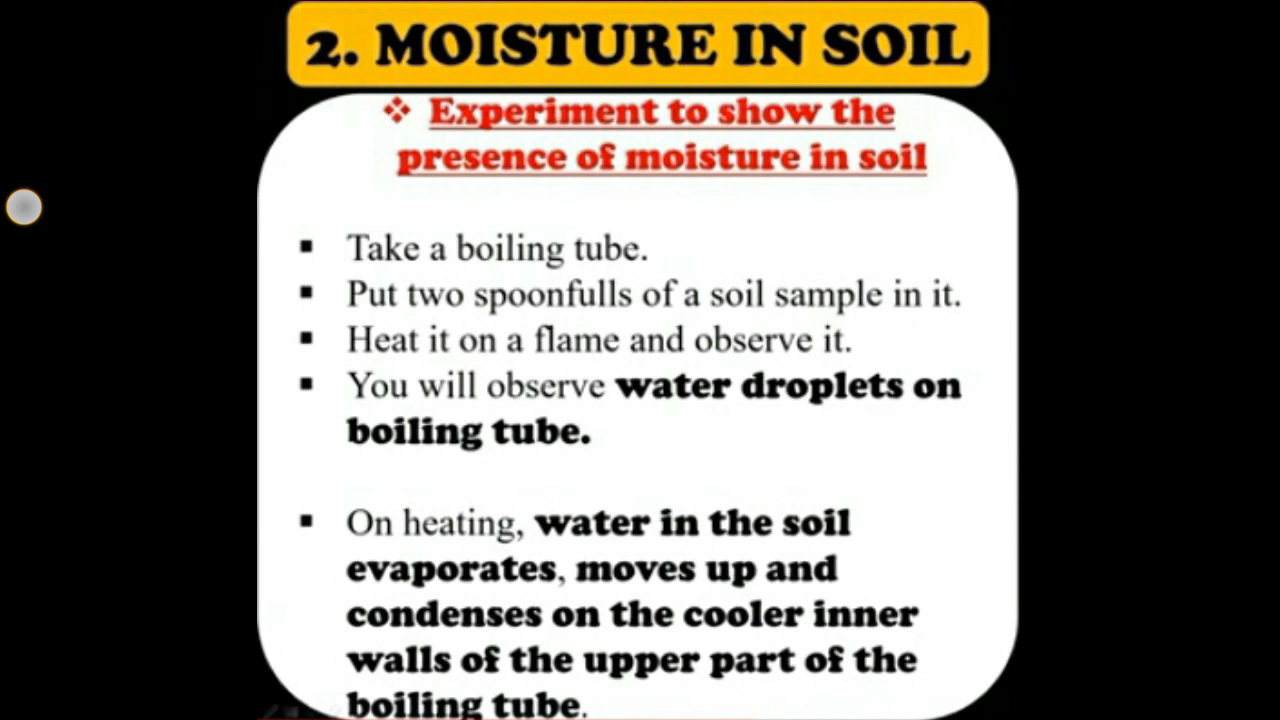 2. MOISTURE IN SOIL
❖ Experiment to show the
presence of moisture in soil
▪ Take a boiling tube.
▪ Put two spoonfulls of a soil sample in it.
▪ Heat it on a flame and observe it.
▪ You will observe water droplets on
boiling tube.
▪ On heating, water in the soil
evaporates, moves up and
condenses on the cooler inner
walls of the upper part of the
boiling tube.